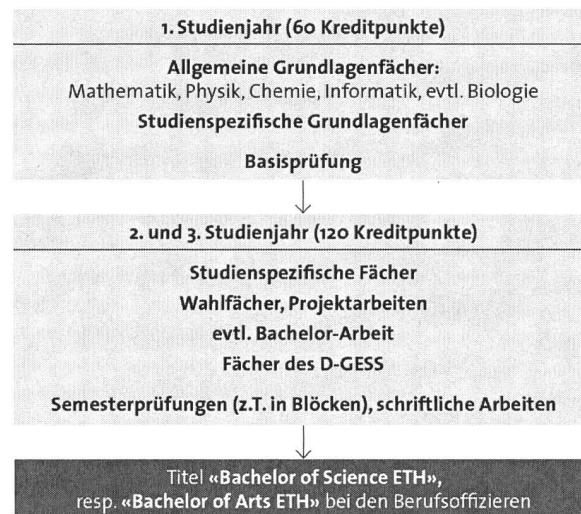 1. Studienjahr (60 Kreditpunkte)
Allgemeine Grundlagenfächer:
Mathematik, Physik, Chemie, Informatik, evtl. Biologie
Studienspezifische Grundlagenfächer
Basisprüfung
2. und 3. Studienjahr (120 Kreditpunkte)
Studienspezifische Fächer
Wahlfächer, Projektarbeiten
evtl. Bachelor-Arbeit
Fächer des D-GESS
Semesterprüfungen (z.T. in Blöcken), schriftliche Arbeiten
Titel «Bachelor of Science ETH»,
resp. «Bachelor of Arts ETH» bei den Berufsoffizieren